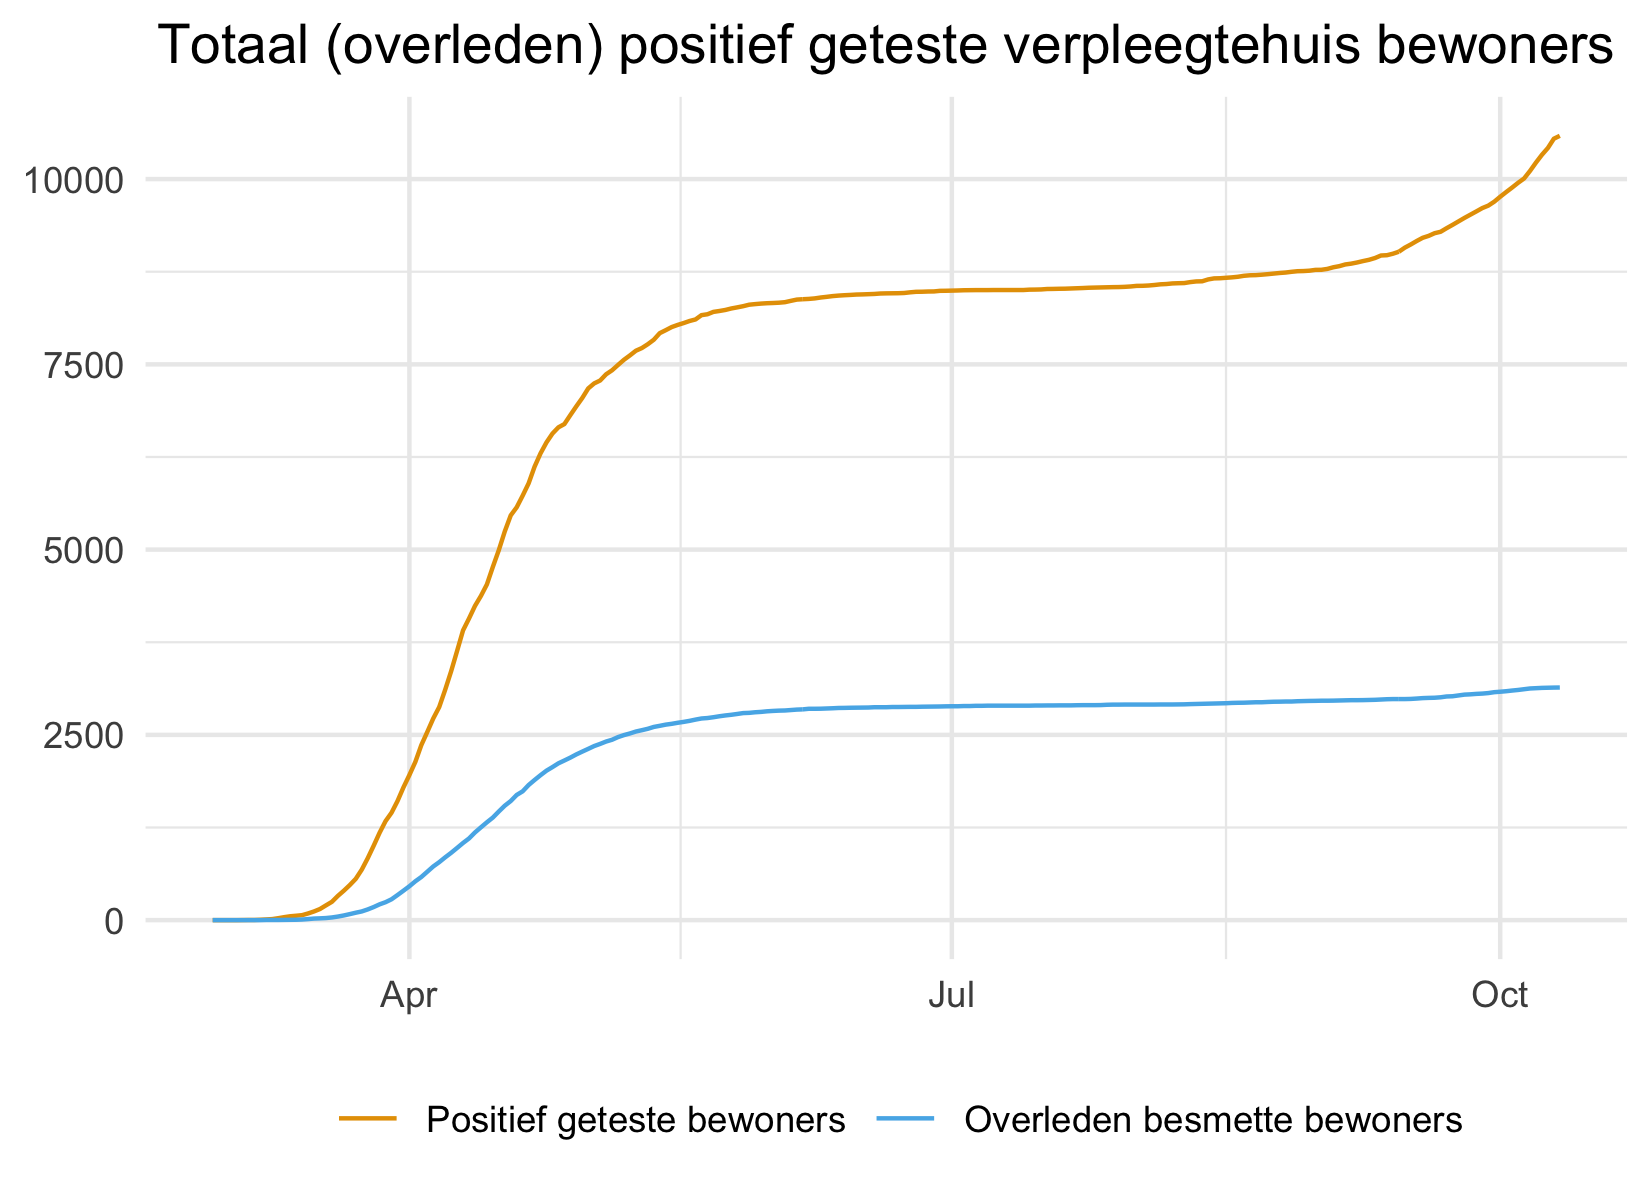 Totaal (overleden) positief geteste verpleegtehuis bewoners
10000
7500
5000
2500
0
Apr Jul Oct
Positief geteste bewoners Overleden besmette bewoners